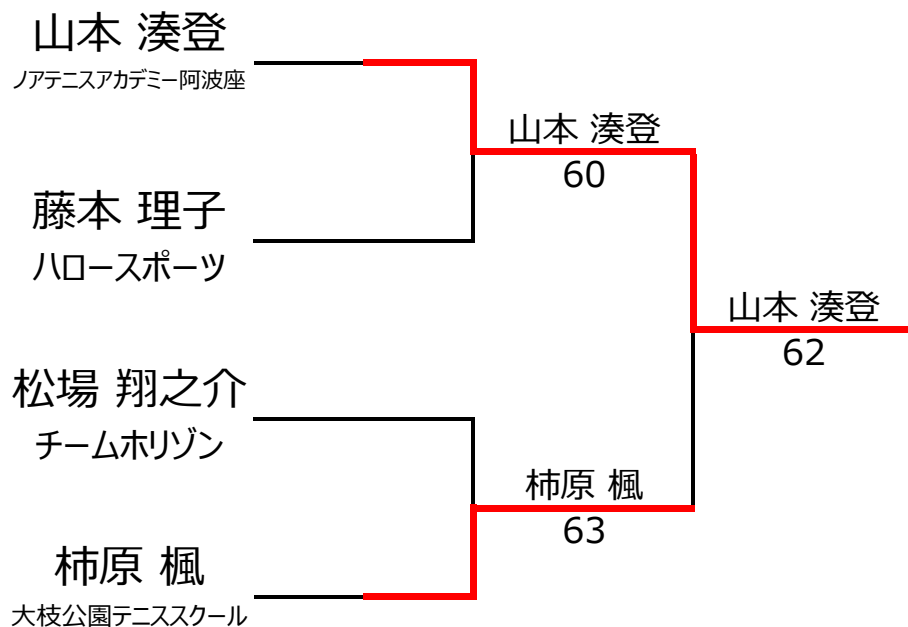 山本 湊登
ノアテニスアカデミー阿波座
山本 湊登
60
藤本 理子
ハロースポーツ
山本 湊登
62
松場 翔之介
チームホリゾン
柿原 楓
63
柿原 楓
大枝公園テニススクール